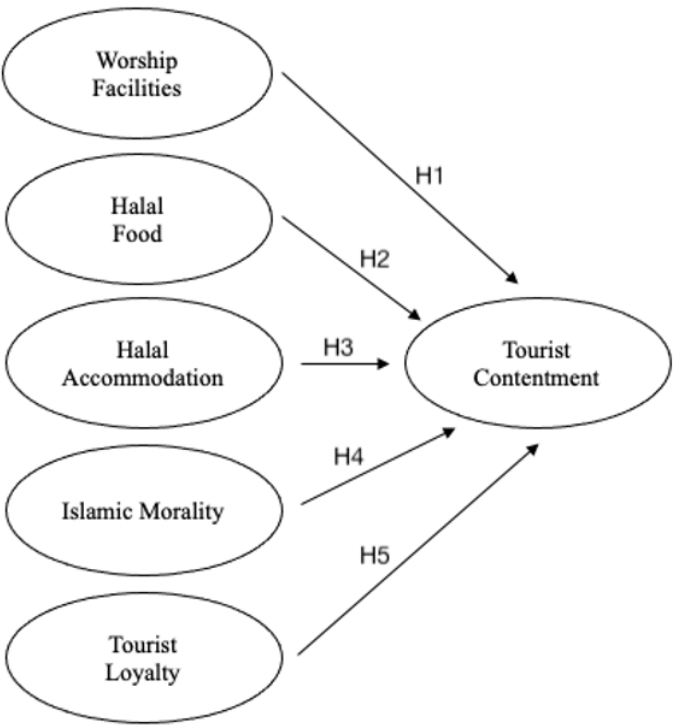 Worship
Facilities
H1
Halal
Food
H2
Halal
Accommodation
H3
Tourist
Contentment
H4
Islamic Morality
H5
Tourist
Loyalty